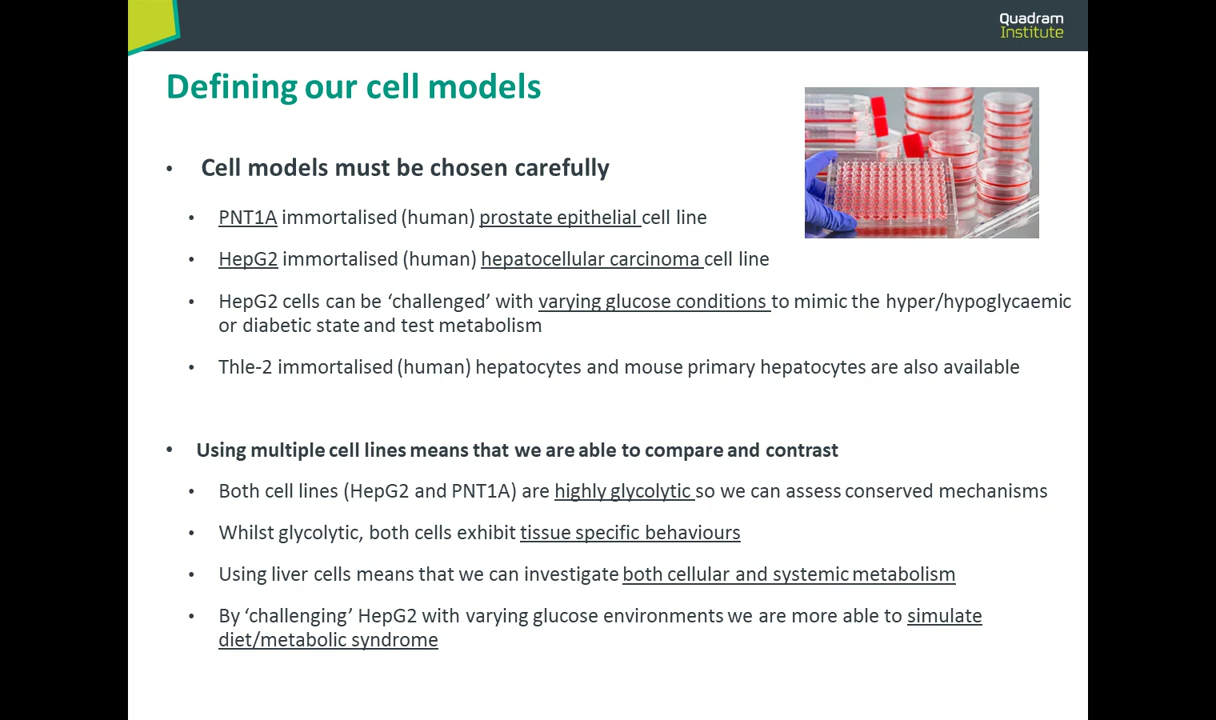 Quadram
Institute
Defining our cell models
• Cell models must be chosen carefully
• PNT1A immortalised (human) prostate epithelial cell line
• HepG2 immortalised (human) hepatocellular carcinoma cell line
• HepG2 cells can be ‘challenged’ with varying glucose conditions to mimic the hyper/hypoglycaemic
or diabetic state and test metabolism
• Thle-2 immortalised (human) hepatocytes and mouse primary hepatocytes are also available
• Using multiple cell lines means that we are able to compare and contrast
• Both cell lines (HepG2 and PNT1A) are highly glycolytic so we can assess conserved mechanisms
• Whilst glycolytic, both cells exhibit tissue specific behaviours
• Using liver cells means that we can investigate both cellular and systemic metabolism
• By ‘challenging’ HepG2 with varying glucose environments we are more able to simulate
diet/metabolic syndrome